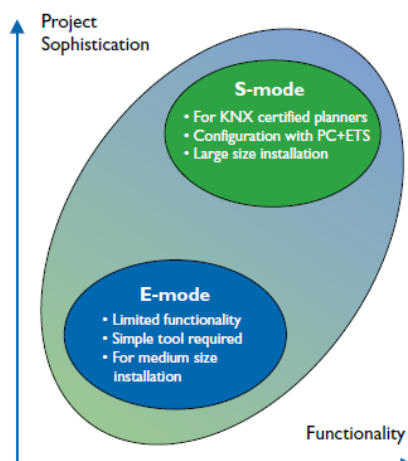 Project
Sophistication
S-mode
• For KNX certified planners
• Configuration with PC+ETS
• Large size installation
E-mode
• Limited functionality
• Simple tool required
• For medium size
installation
Functionality